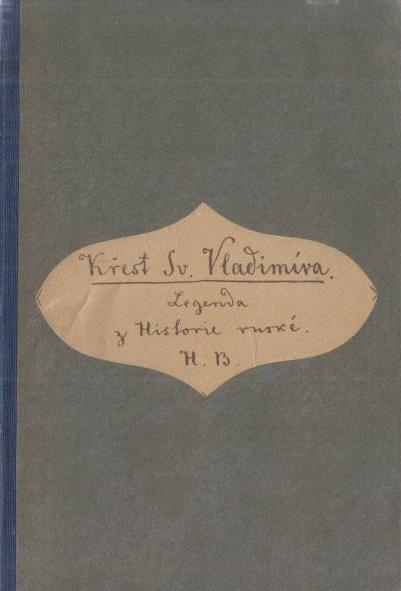 Křest Sv. Vladimíra.
Legenda
z Historie ruské.
H. B.